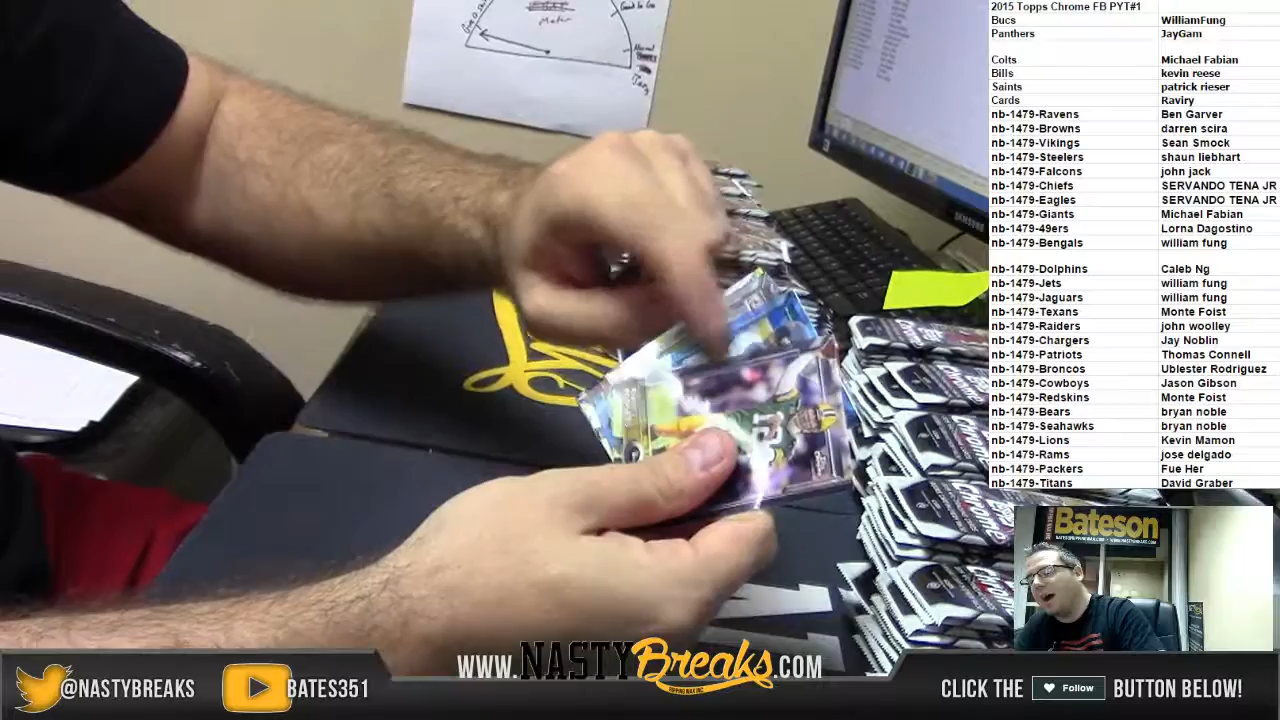 2015 Topps Chrome FB PYT#1
Bucs WilliamFung
Panthers JayGam
Colts Michael Fabian
Bills kevin reese
Saints patrick rieser
Cards Raviry
nb-1479-Ravens Ben Garver
nb-1479-Browns darren scira
nb-1479-Vikings Sean Smock
nb-1479-Steelers shaun liebhart
nb-1479-Falcons john jack
nb-1479-Chiefs SERVANDO TENA JR
nb-1479-Eagles SERVANDO TENA JR
nb-1479-Giants Michael Fabian
nb-1479-49ers Lorna Dagostino
nb-1479-Bengals william fung
nb-1479-Dolphins Caleb Ng
nb-1479-Jets william fung
nb-1479-Jaguars william fung
nb-1479-Texans Monte Foist
nb-1479-Raiders john woolley
nb-1479-Chargers Jay Noblin
nb-1479-Patriots Thomas Connell
nb-1479-Broncos Ublester Rodriguez
nb-1479-Cowboys Jason Gibson
nb-1479-Redskins Monte Foist
nb-1479-Bears bryan noble
nb-1479-Seahawks bryan noble
nb-1479-Lions Kevin Mamon
nb-1479-Rams jose delgado
nb-1479-Packers Fue Her
nb-1479-Titans David Graber
Meter
SAMSUNG
Chrome
Chrome
Bateson
@NASTYBREAKS
BATES351
WWW.NASTYBreaks.COM
RIPPING WAX INC
CLICK THE Follow BUTTON BELOW!